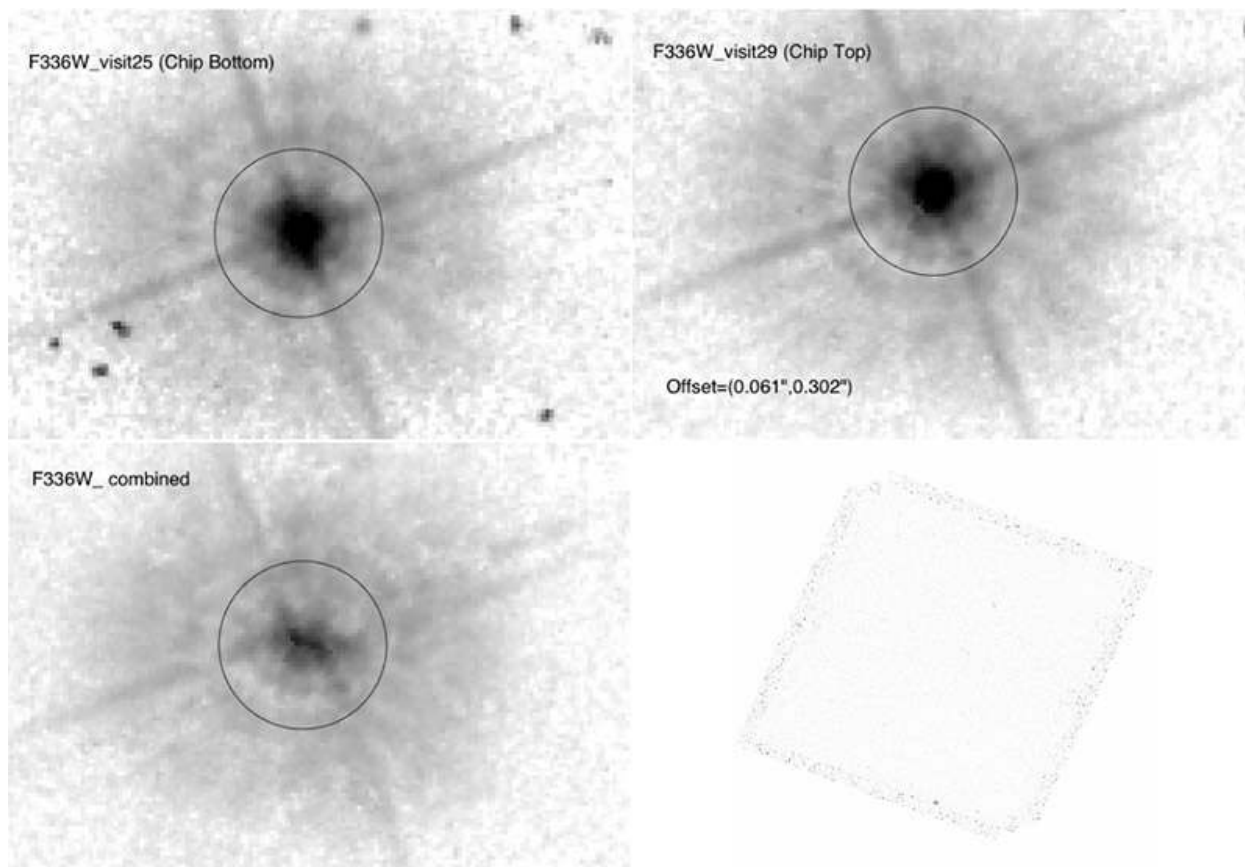 F336W_visit25 (Chip Bottom)
F336W_visit29 (Chip Top)
Offset=(0.061",0.302")
F336W_ combined